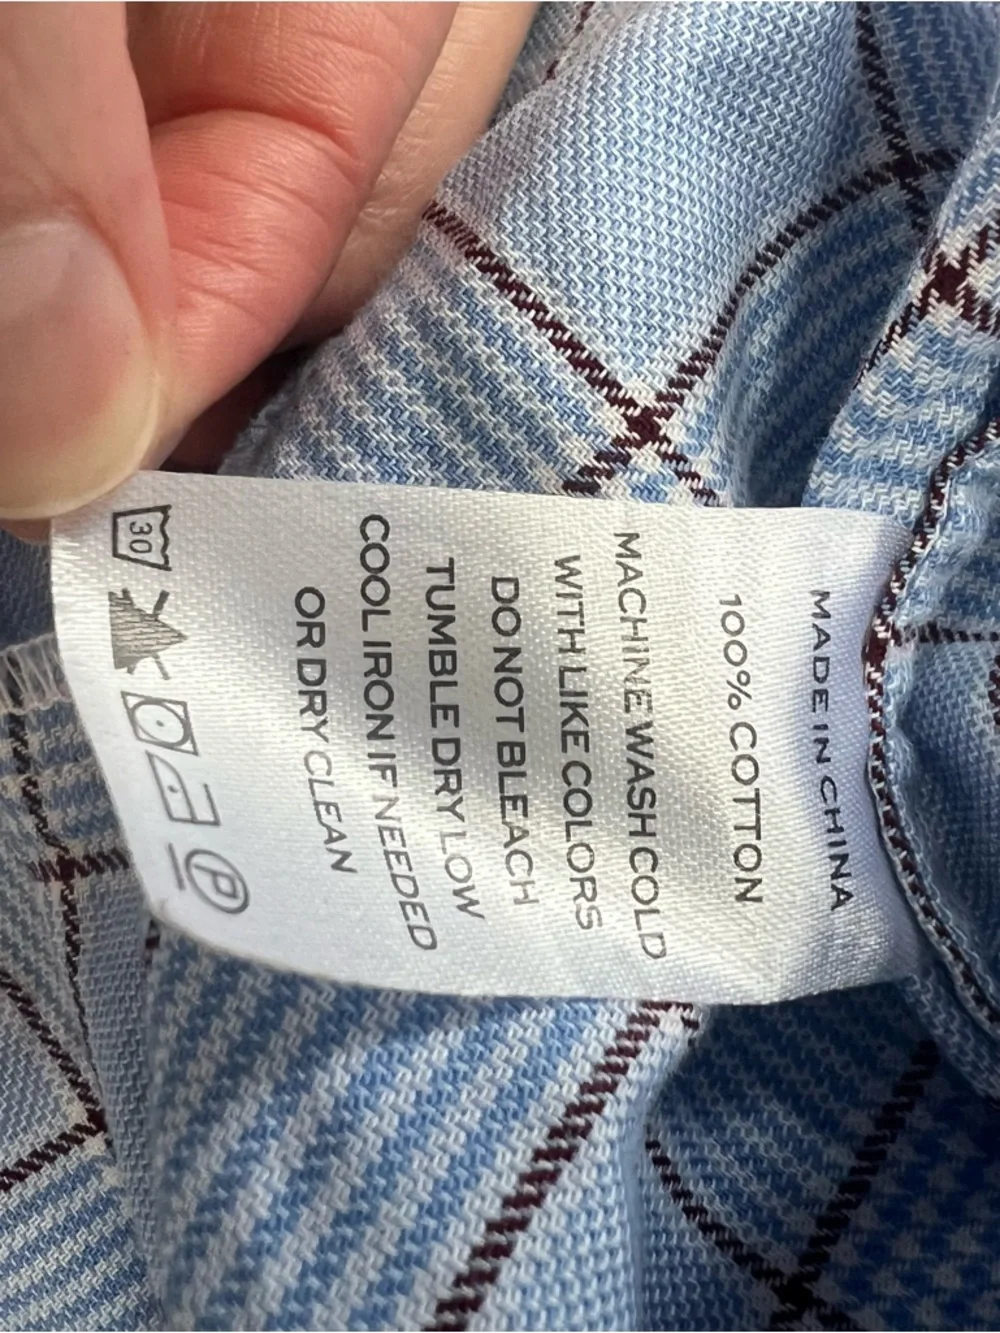 MADE IN CHINA
100% COTTON
MACHINE WASH COLD
WITH LIKE COLORS
DO NOT BLEACH
TUMBLE DRY LOW
COOL IRON IF NEEDED
OR DRY CLEAN
30
P